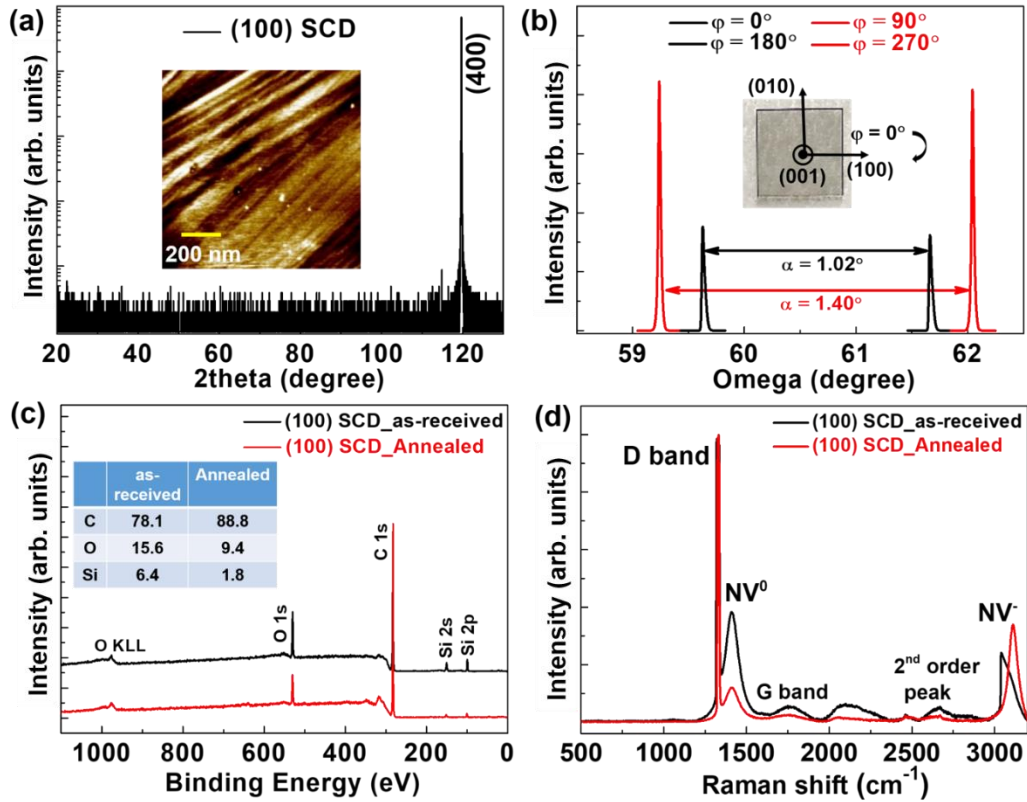 (a)
(100) SCD
(400)
200 nm
Intensity (arb. units)
20 40 60 80 100 120
2theta (degree)
(b)
φ = 0° φ = 90°
φ = 180° φ = 270°
(010)
φ = 0°
(001)
(100)
α = 1.02°
α = 1.40°
Intensity (arb. units)
59 60 61 62
Omega (degree)
(c)
(100) SCD_as-received
(100) SCD_Annealed
as-received Annealed
C 78.1 88.8
O 15.6 9.4
Si 6.4 1.8
O KLL
O 1s
C 1s
Si 2s
Si 2p
Intensity (arb. units)
1000 800 600 400 200 0
Binding Energy (eV)
(d)
(100) SCD_as-received
(100) SCD_Annealed
D band
NV⁰
G band
2nd order
peak
NV⁻
Intensity (arb. units)
500 1000 1500 2000 2500 3000
Raman shift (cm⁻¹)